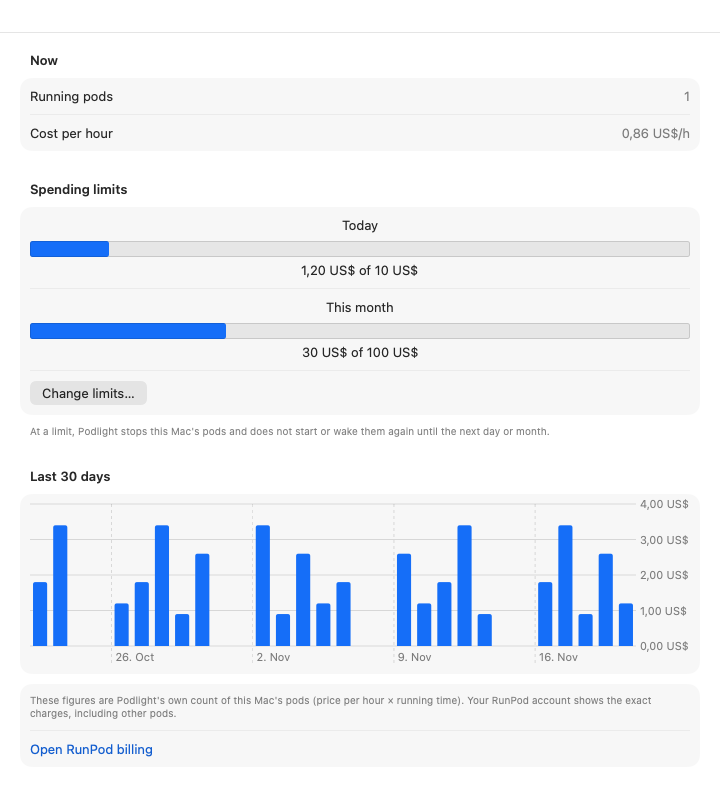 Now
Running pods
1
Cost per hour
0,86 US$/h
Spending limits
Today
1,20 US$ of 10 US$
This month
30 US$ of 100 US$
Change limits...
At a limit, Podlight stops this Mac's pods and does not start or wake them again until the next day or month.
Last 30 days
4,00 US$
3,00 US$
2,00 US$
1,00 US$
0,00 US$
26. Oct
2. Nov
9. Nov
16. Nov
These figures are Podlight's own count of this Mac's pods (price per hour × running time). Your RunPod account shows the exact
charges, including other pods.
Open RunPod billing